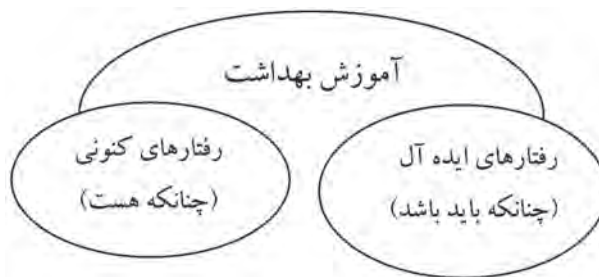 آموزش بهداشت
رفتارهای ایده آل
(چنانکه باید باشد)
رفتارهای کنونی
(چنانکه هست)